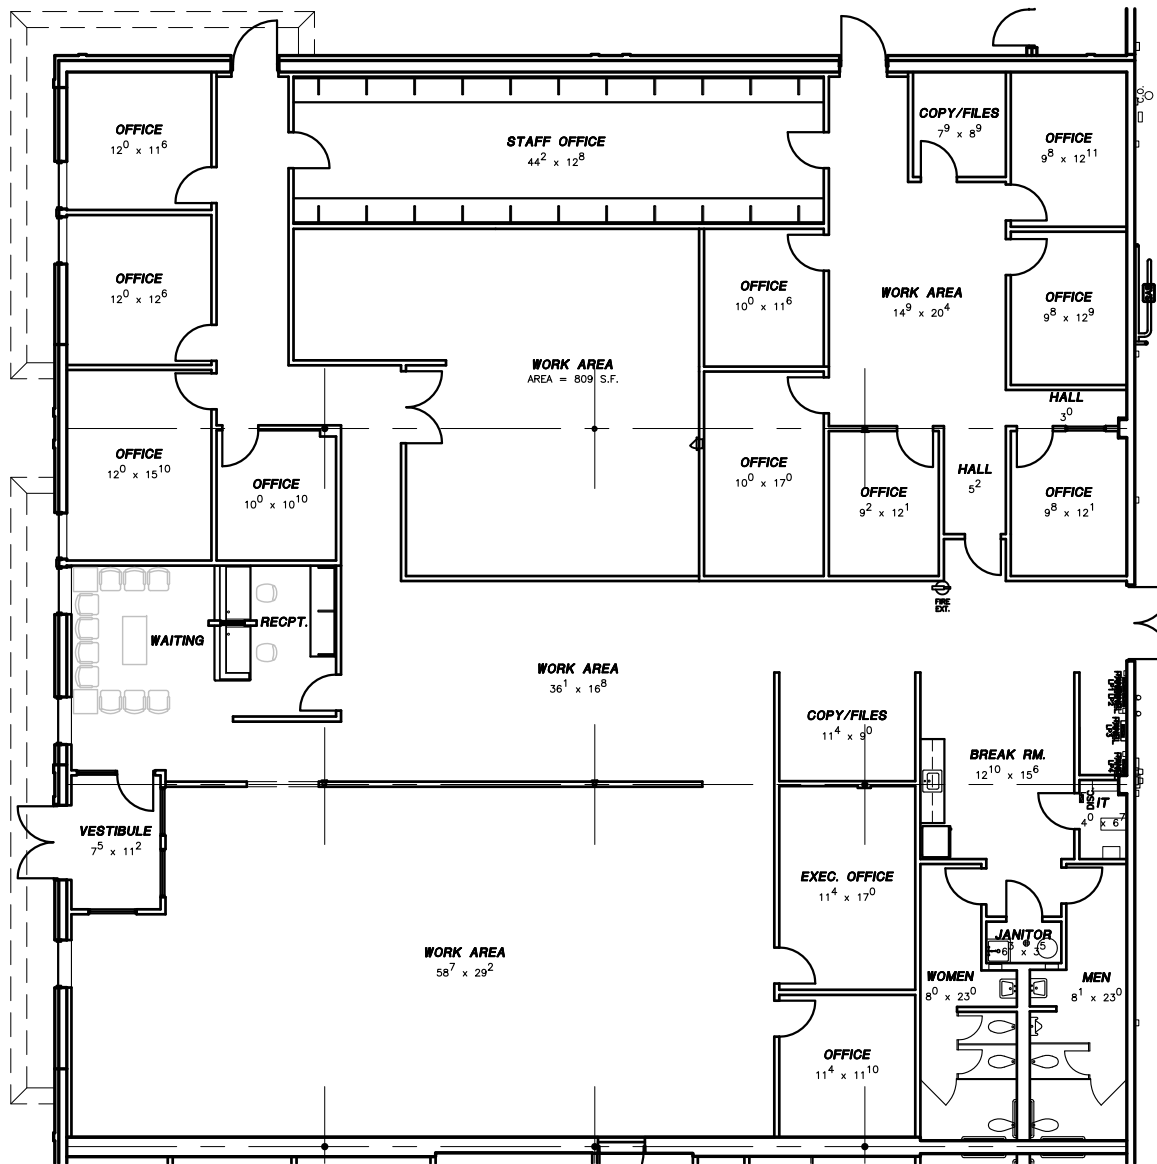 OFFICE
12⁰ x 11⁶
STAFF OFFICE
44² x 12⁸
COPY/FILES
7⁹ x 8⁹
OFFICE
9⁸ x 12¹¹
OFFICE
12⁰ x 12⁶
OFFICE
10⁰ x 11⁶
WORK AREA
14⁹ x 20⁴
OFFICE
9⁸ x 12⁹
WORK AREA
AREA = 809 S.F.
HALL
3⁰
OFFICE
12⁰ x 15¹⁰
OFFICE
10⁰ x 10¹⁰
OFFICE
10⁰ x 17⁰
OFFICE
9² x 12¹
HALL
5²
OFFICE
9⁸ x 12¹
FIRE
EXT.
WAITING
RECPT.
WORK AREA
36¹ x 16⁸
COPY/FILES
11⁴ x 9⁰
BREAK RM.
12¹⁰ x 15⁶
DISC.
IT
4⁰ x 6⁷
VESTIBULE
7⁵ x 11²
EXEC. OFFICE
11⁴ x 17⁰
WORK AREA
58⁷ x 29²
JANITOR
WOMEN
8⁰ x 23⁰
MEN
8¹ x 23⁰
OFFICE
11⁴ x 11¹⁰